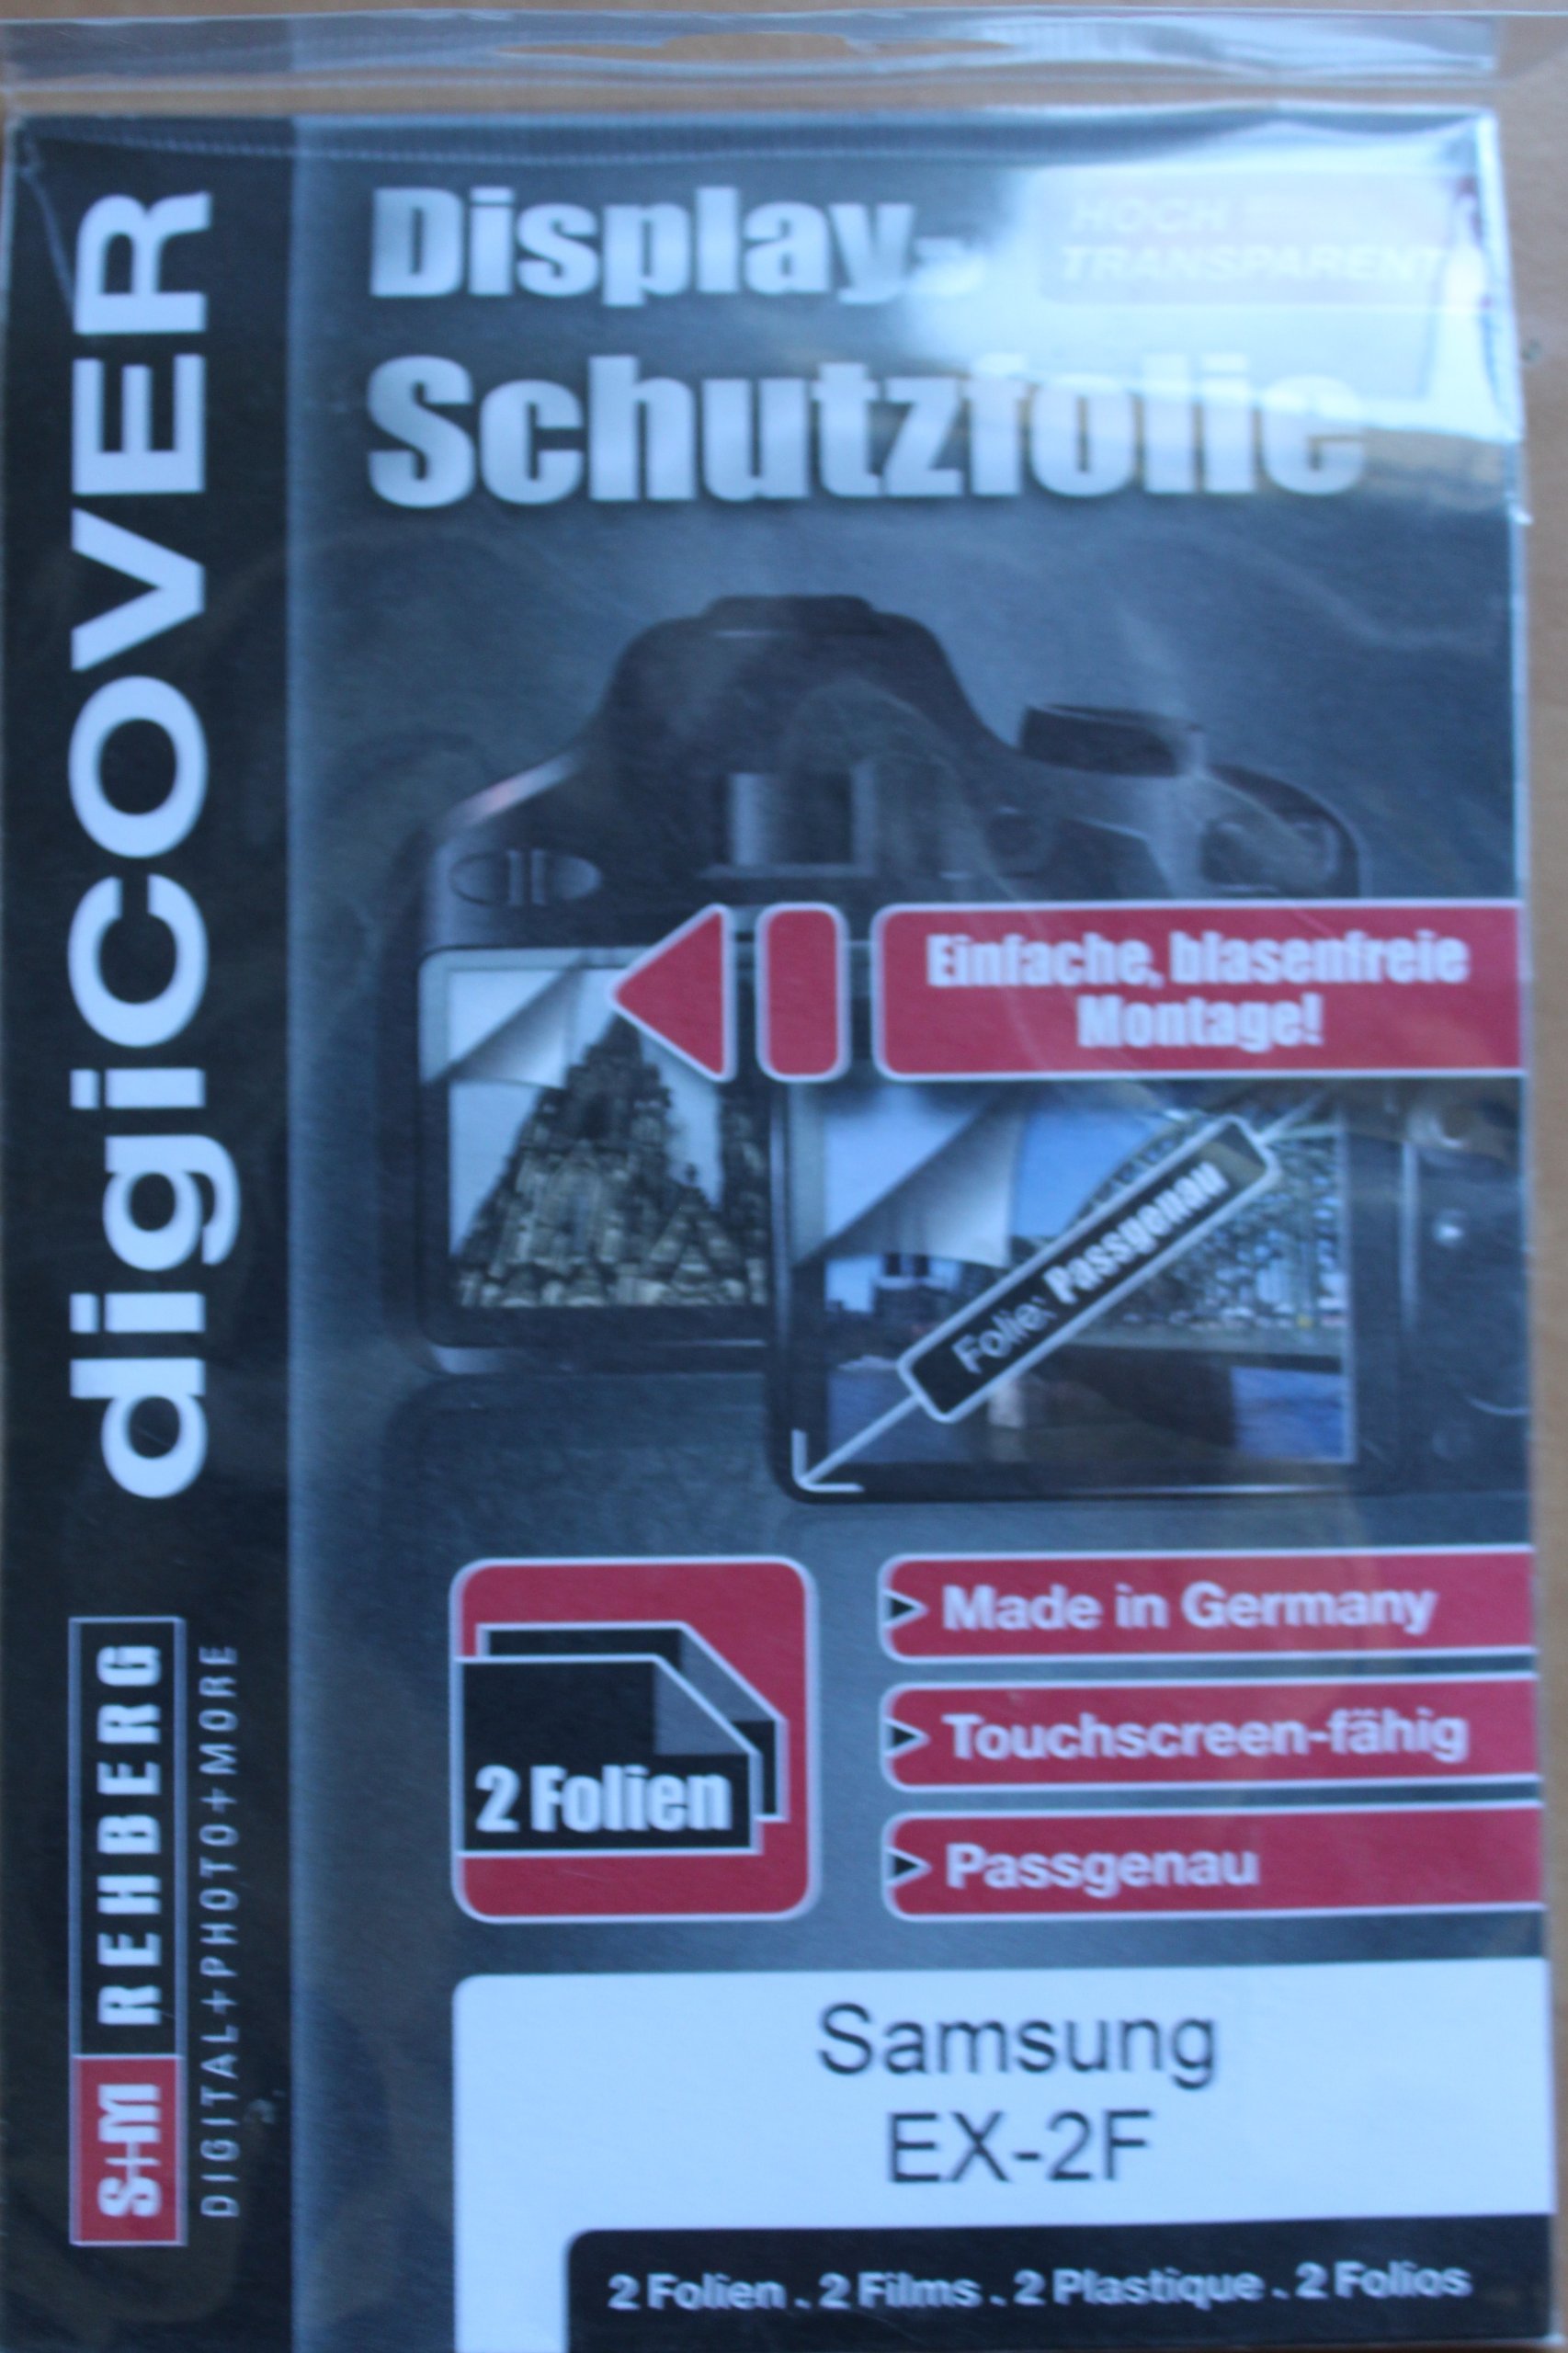 digiCOVER
S+M REHBERG
DIGITAL+PHOTO+MORE
Display-
HOCH
TRANSPARENT
Schutzfolie
Einfache, blasenfreie
Montage!
Folie: Passgenau
2 Folien
Made in Germany
Touchscreen-fähig
Passgenau
Samsung
EX-2F
2 Folien . 2 Films . 2 Plastique . 2 Folios